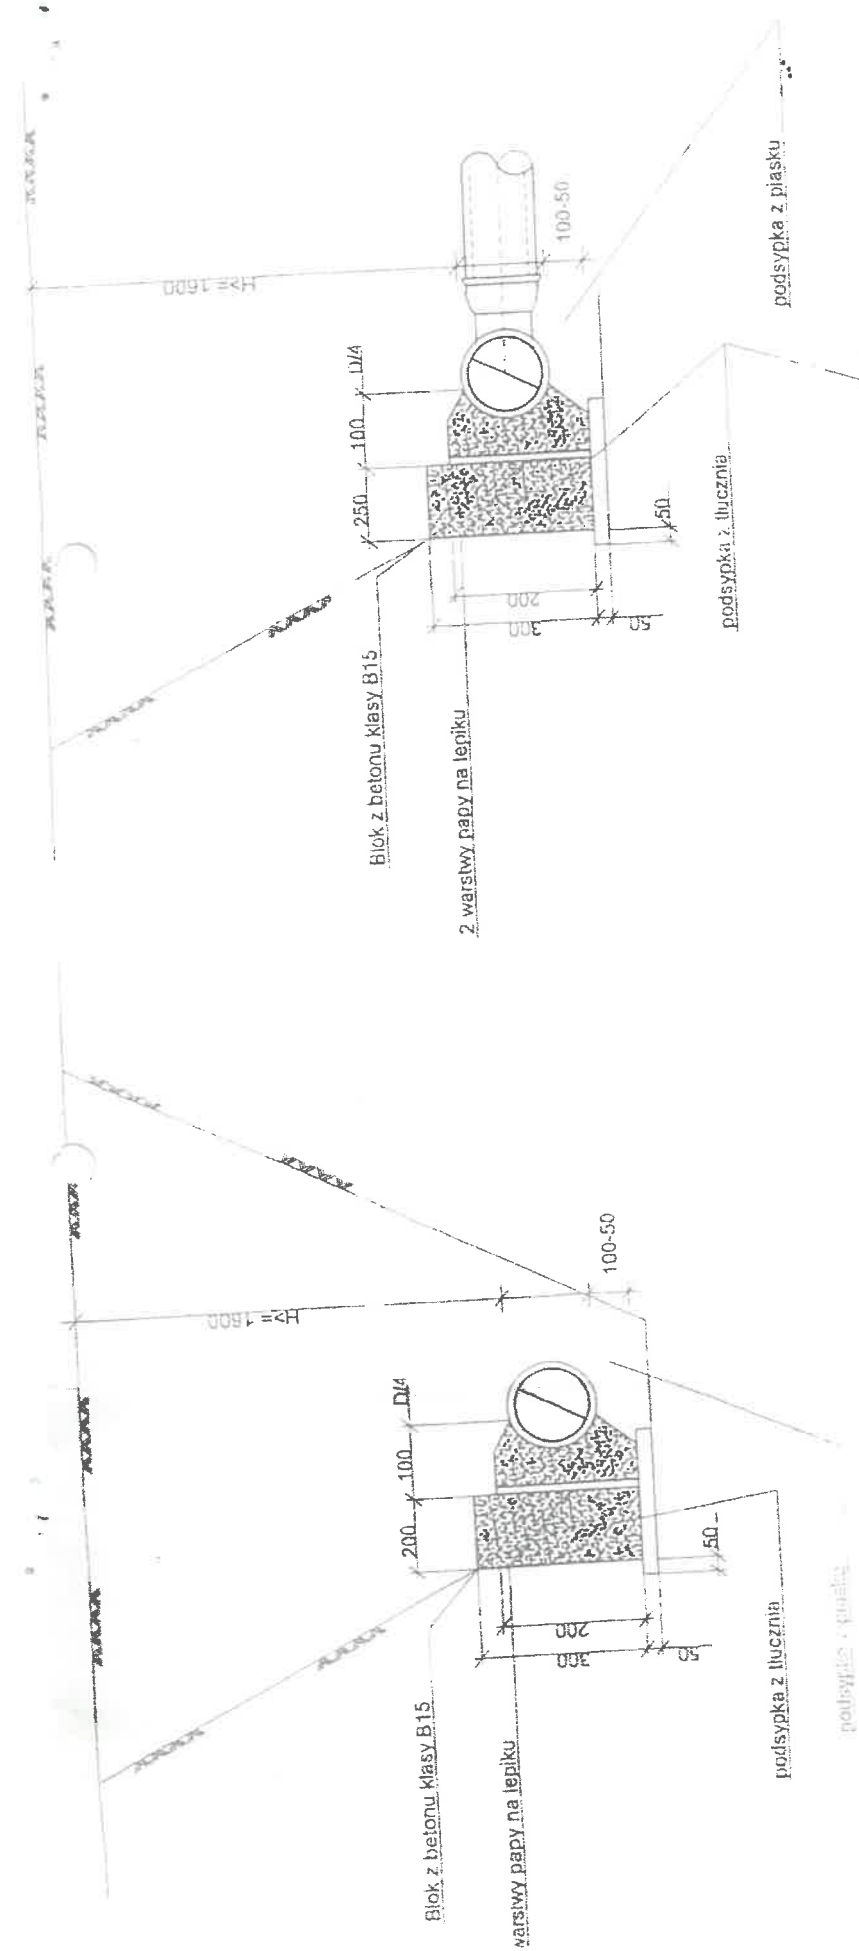 H>= 1600
D/4
100
250
100-50
50
200
300
50
Blok z betonu klasy B15
2 warstwy papy na lepiku
podsypka z tłucznia
podsypka z piasku
H>= 1600
D/4
100
200
100-50
50
200
300
50
Blok z betonu klasy B15
warstwy papy na lepiku
podsypka z tłucznia
podsypka z piasku